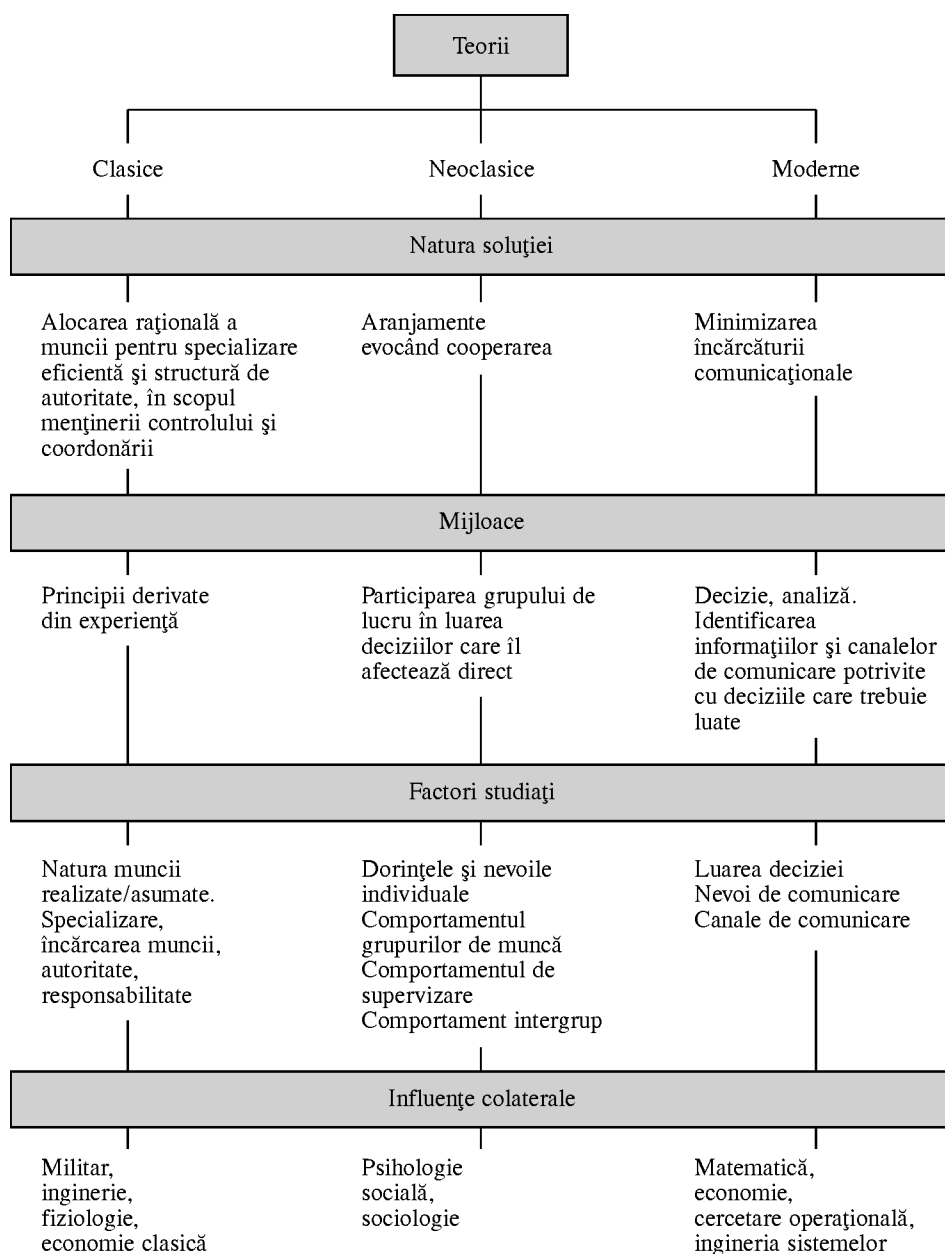 Teorii
Clasice
Neoclasice
Moderne
Natura soluţiei
Alocarea raţională a
muncii pentru specializare
eficientă şi structură de
autoritate, în scopul
menţinerii controlului şi
coordonării
Aranjamente
evocând cooperarea
Minimizarea
încărcăturii
comunicaţionale
Mijloace
Principii derivate
din experienţă
Participarea grupului de
lucru în luarea
deciziilor care îl
afectează direct
Decizie, analiză.
Identificarea
informaţiilor şi canalelor
de comunicare potrivite
cu deciziile care trebuie
luate
Factori studiaţi
Natura muncii
realizate/asumate.
Specializare,
încărcarea muncii,
autoritate,
responsabilitate
Dorinţele şi nevoile
individuale
Comportamentul
grupurilor de muncă
Comportamentul de
supervizare
Comportament intergrup
Luarea deciziei
Nevoi de comunicare
Canale de comunicare
Influenţe colaterale
Militar,
inginerie,
fiziologie,
economie clasică
Psihologie
socială,
sociologie
Matematică,
economie,
cercetare operaţională,
ingineria sistemelor